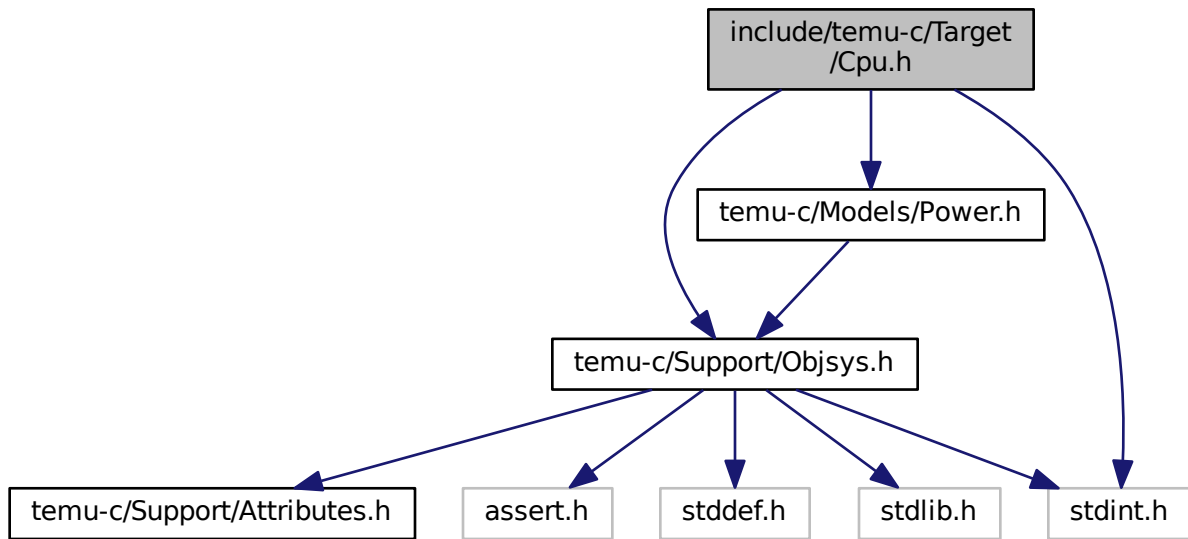 include/temu-c/Target
/Cpu.h
temu-c/Models/Power.h
temu-c/Support/Objsys.h
temu-c/Support/Attributes.h
assert.h
stddef.h
stdlib.h
stdint.h